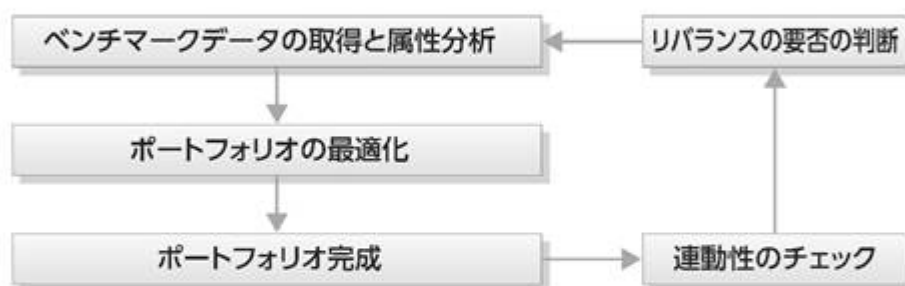 ベンチマークデータの取得と属性分析
リバランスの要否の判断
ポートフォリオの最適化
ポートフォリオ完成
連動性のチェック